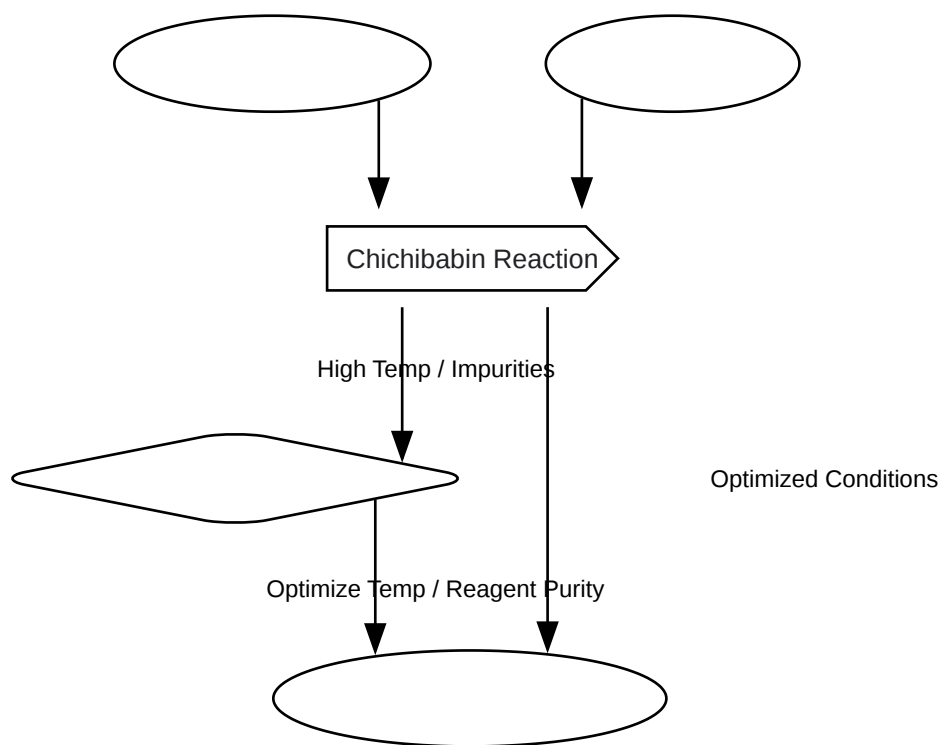 Chichibabin Reaction
High Temp / Impurities
Optimized Conditions
Optimize Temp / Reagent Purity